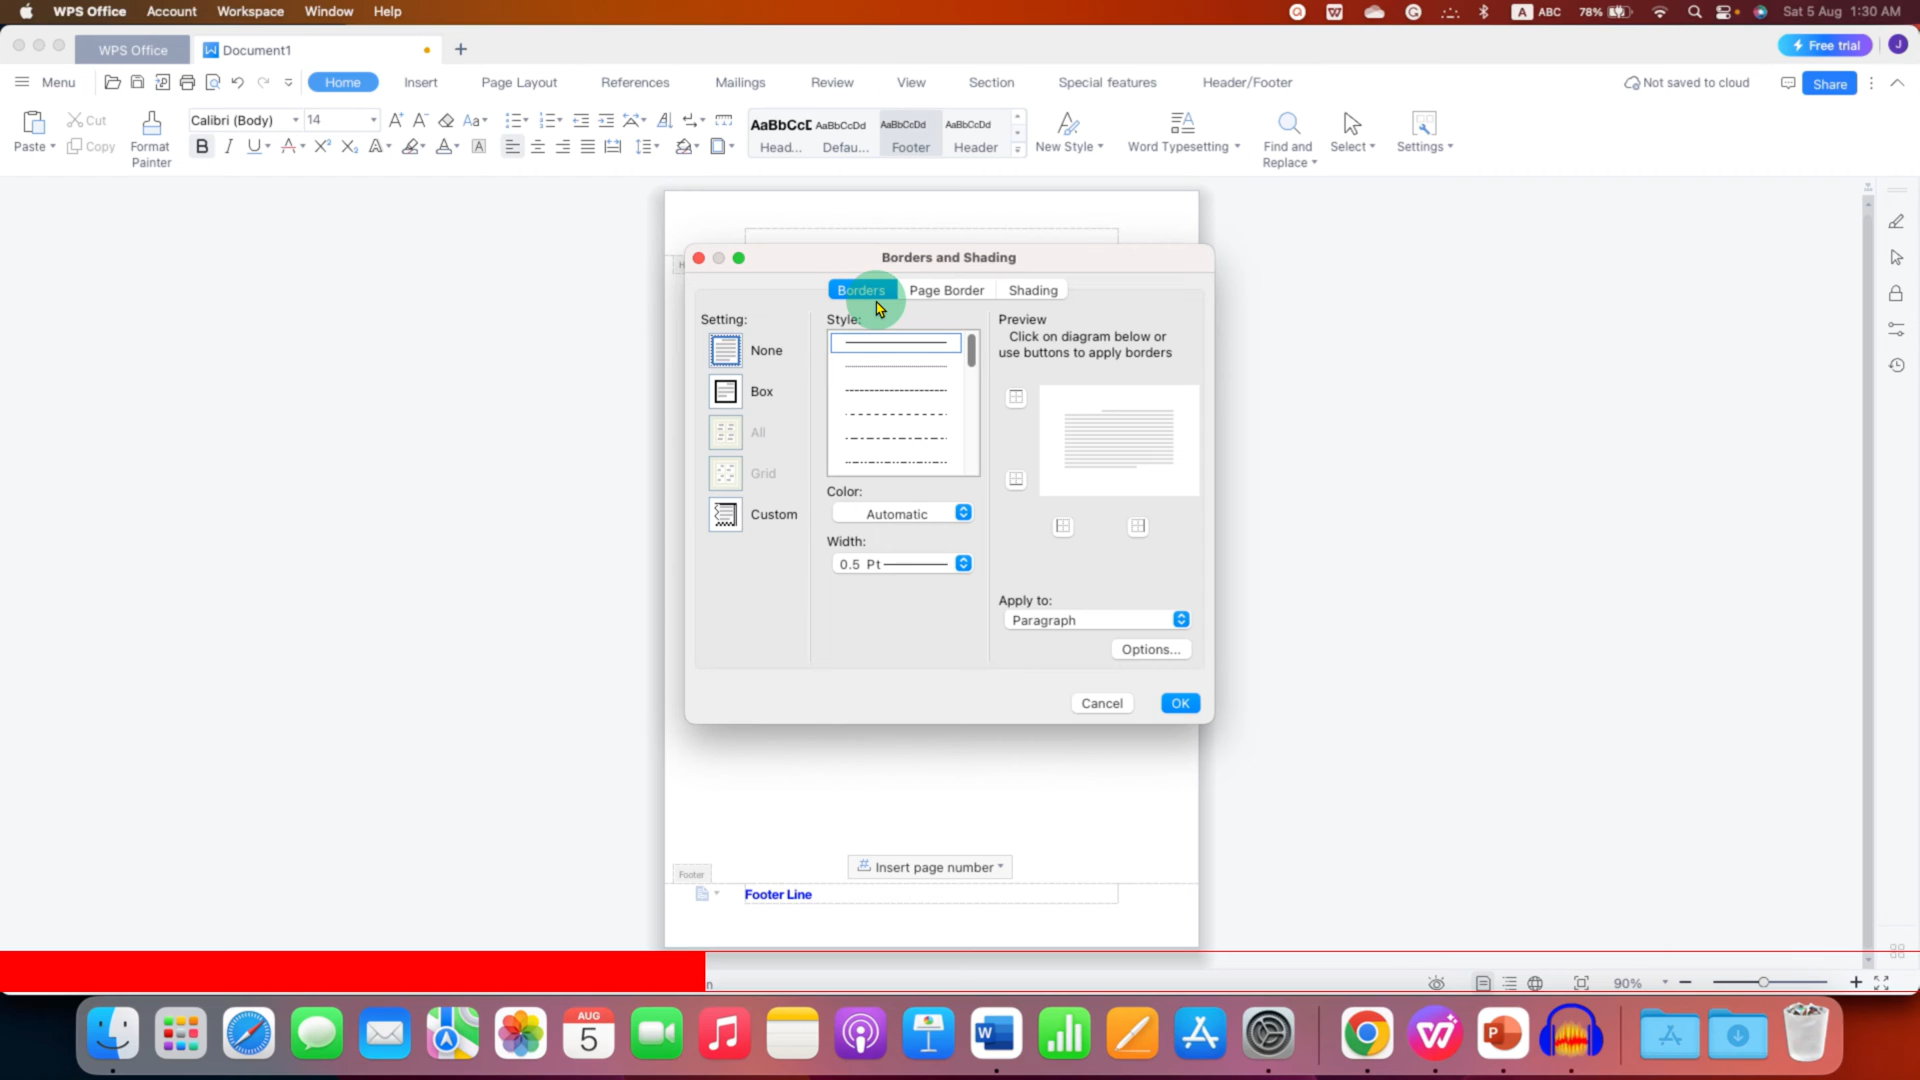 WPS Office Account Workspace Window Help
A ABC 78% Sat 5 Aug 1:30 AM
WPS Office Document1 + Free trial J
Menu Home Insert Page Layout References Mailings Review View Section Special features Header/Footer Not saved to cloud Share
Paste Cut Copy Format Painter Calibri (Body) 14
AaBbCcD AaBbCcDd AaBbCcDd AaBbCcDd
Head... Defau... Footer Header
New Style Word Typesetting Find and Replace Select Settings
Borders and Shading
Borders Page Border Shading
Setting:
None
Box
All
Grid
Custom
Style:
Color:
Automatic
Width:
0.5 Pt
Preview
Click on diagram below or
use buttons to apply borders
Apply to:
Paragraph
Options...
Cancel OK
Insert page number
Footer
Footer Line
90%
AUG
5